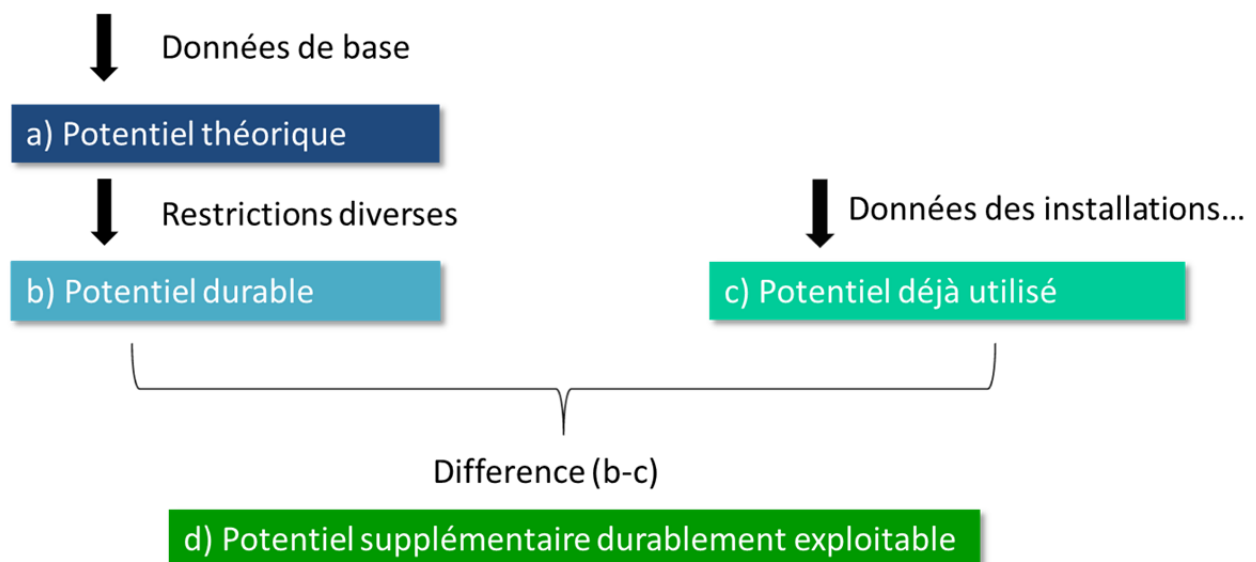 Données de base
a) Potentiel théorique
Restrictions diverses
Données des installations...
b) Potentiel durable
c) Potentiel déjà utilisé
Difference (b-c)
d) Potentiel supplémentaire durablement exploitable